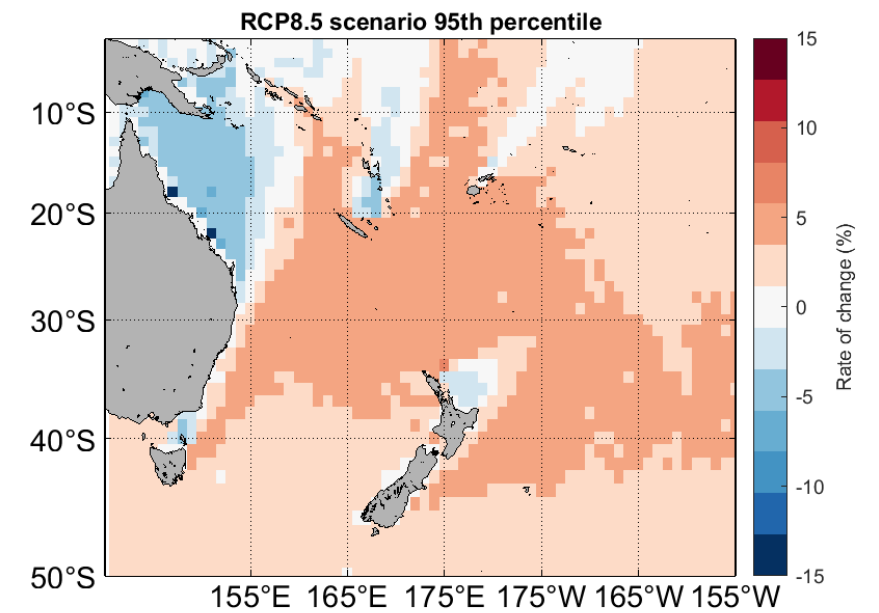 RCP8.5 scenario 95th percentile
10°S
20°S
30°S
40°S
50°S
155°E 165°E 175°E 175°W 165°W 155°W
15
10
5
0
-5
-10
-15
Rate of change (%)